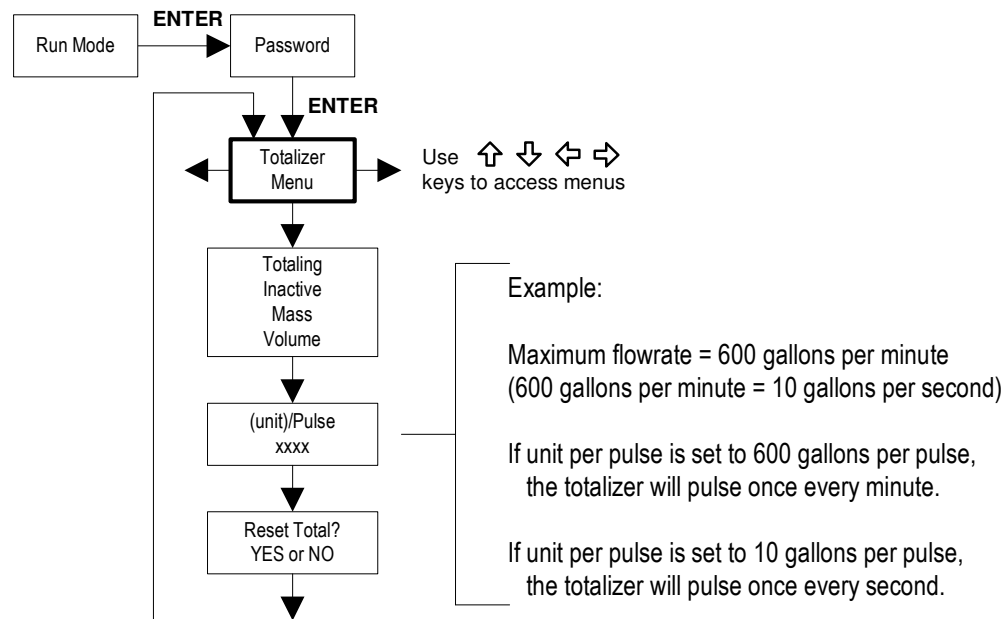 ENTER
Run Mode
Password
ENTER
Totalizer
Menu
Use
keys to access menus
Totaling
Inactive
Mass
Volume
(unit)/Pulse
xxxx
Reset Total?
YES or NO
Example:
Maximum flowrate = 600 gallons per minute
(600 gallons per minute = 10 gallons per second)
If unit per pulse is set to 600 gallons per pulse,
the totalizer will pulse once every minute.
If unit per pulse is set to 10 gallons per pulse,
the totalizer will pulse once every second.